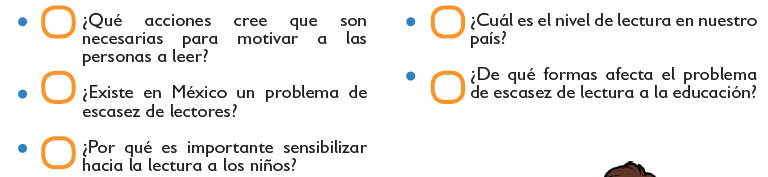 ¿Qué acciones cree que son
necesarias para motivar a las
personas a leer?
¿Existe en México un problema de
escasez de lectores?
¿Por qué es importante sensibilizar
hacia la lectura a los niños?
¿Cuál es el nivel de lectura en nuestro
país?
¿De qué formas afecta el problema
de escasez de lectura a la educación?